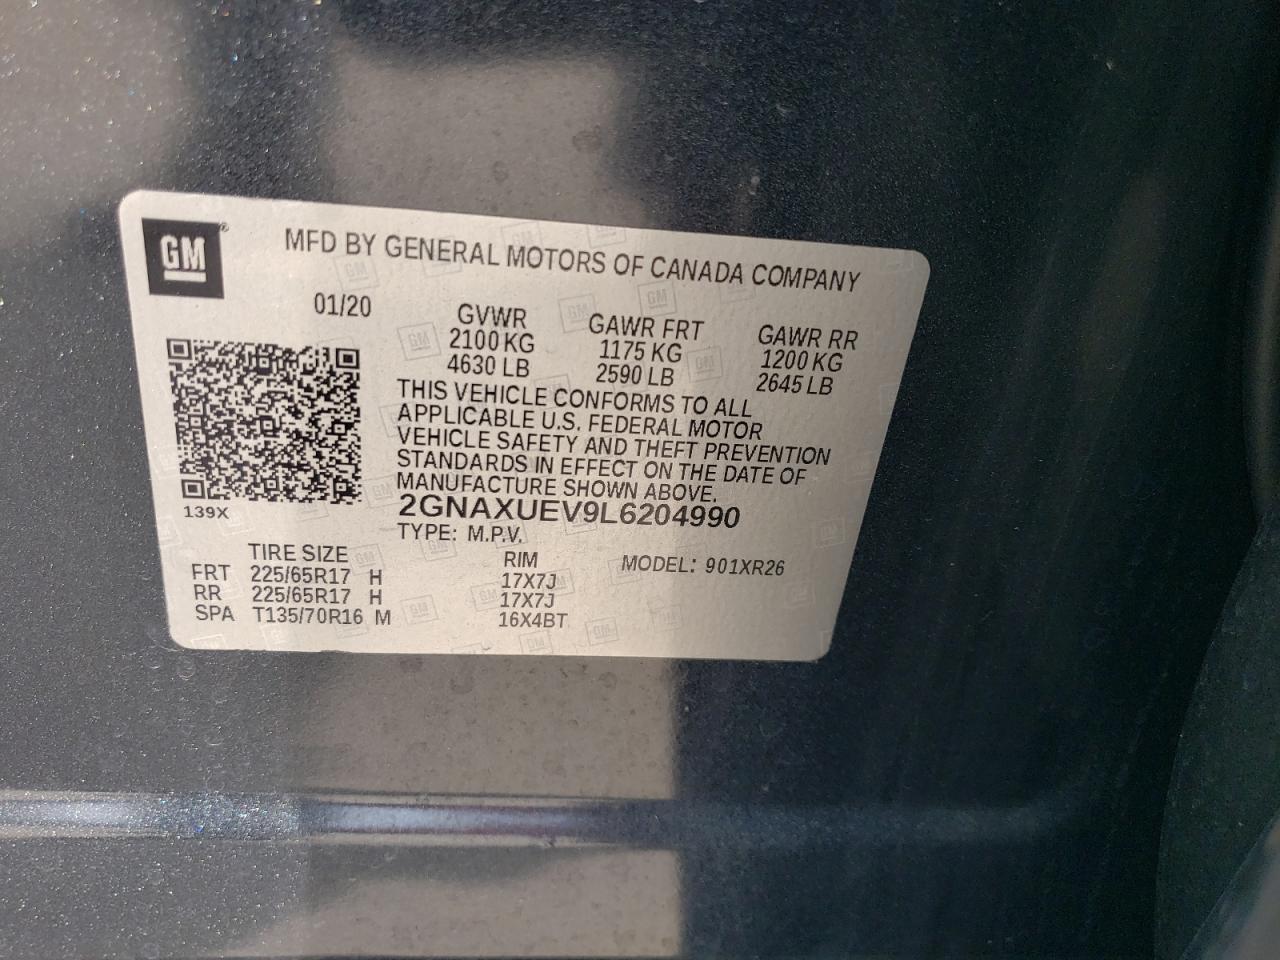 GM
MFD BY GENERAL MOTORS OF CANADA COMPANY
01/20
GVWR
2100 KG
4630 LB
GAWR FRT
1175 KG
2590 LB
GAWR RR
1200 KG
2645 LB
THIS VEHICLE CONFORMS TO ALL
APPLICABLE U.S. FEDERAL MOTOR
VEHICLE SAFETY AND THEFT PREVENTION
STANDARDS IN EFFECT ON THE DATE OF
MANUFACTURE SHOWN ABOVE.
2GNAXUEV9L6204990
139X
TYPE: M.P.V.
MODEL: 901XR26
TIRE SIZE RIM
FRT 225/65R17 H 17X7J
RR 225/65R17 H 17X7J
SPA T135/70R16 M 16X4BT